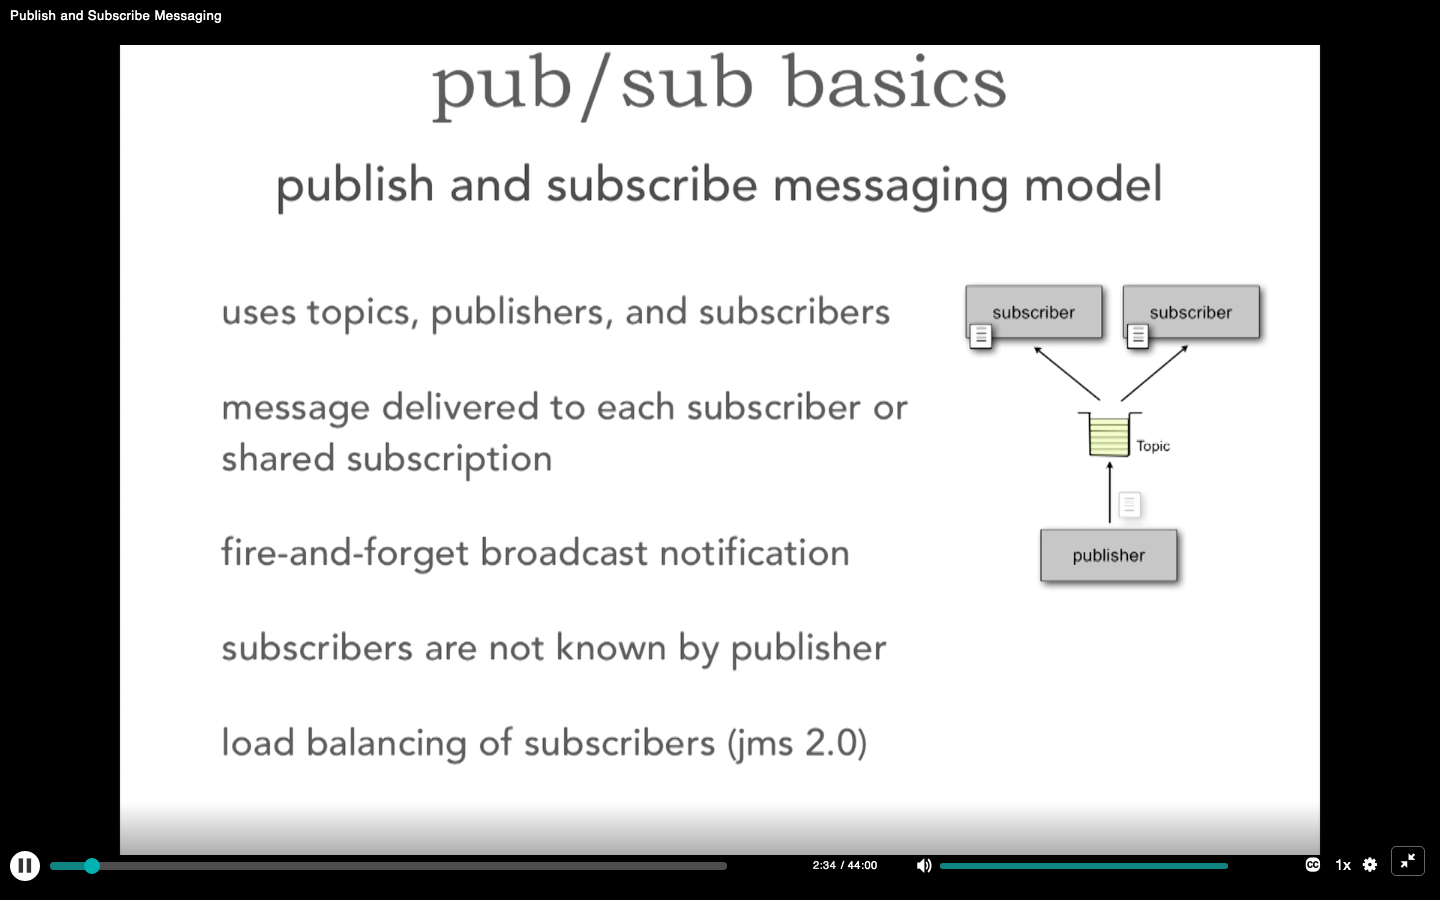 Publish and Subscribe Messaging
pub/sub basics
publish and subscribe messaging model
uses topics, publishers, and subscribers
message delivered to each subscriber or
shared subscription
fire-and-forget broadcast notification
subscribers are not known by publisher
load balancing of subscribers (jms 2.0)
subscriber
subscriber
Topic
publisher
2:34 / 44:00
CC
1x